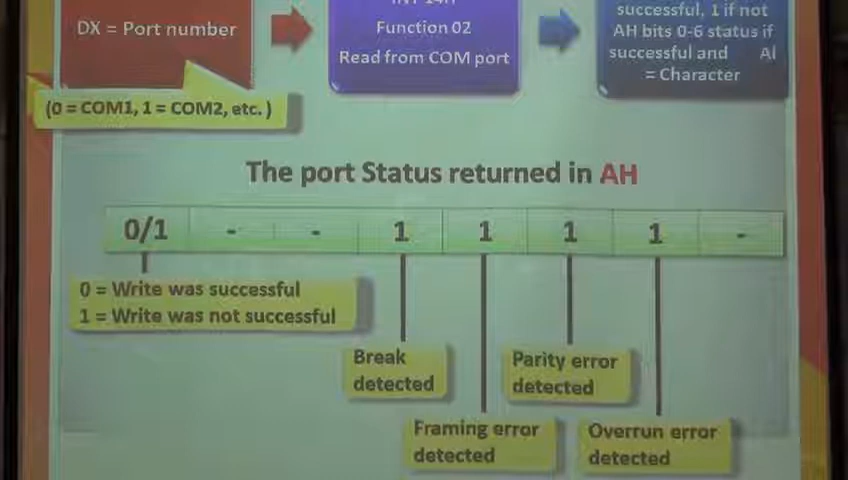 DX = Port number
INT 14H
Function 02
Read from COM port
successful, 1 if not
AH bits 0-6 status if
successful and Al
= Character
(0 = COM1, 1 = COM2, etc. )
The port Status returned in AH
0/1 - - 1 1 1 1 -
0 = Write was successful
1 = Write was not successful
Break
detected
Parity error
detected
Framing error
detected
Overrun error
detected